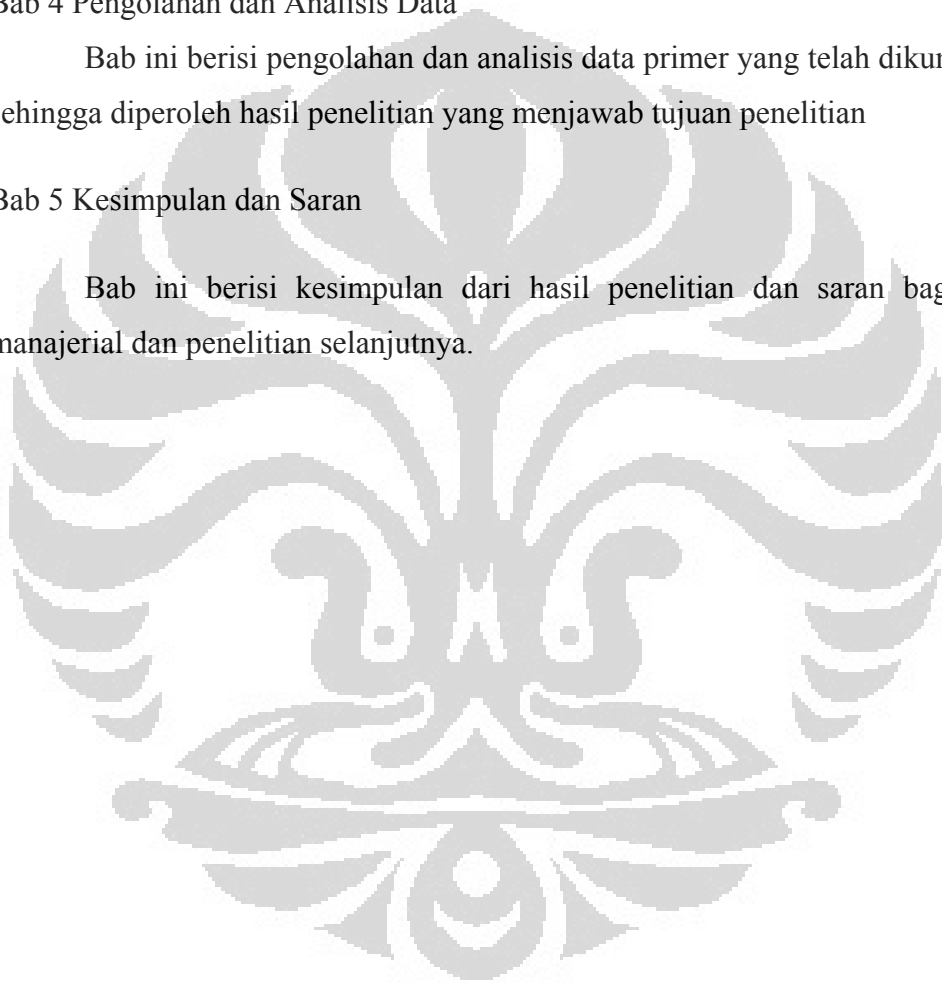 Bab 4 Pengolahan dan Analisis Data
Bab ini berisi pengolahan dan analisis data primer yang telah dikur
sehingga diperoleh hasil penelitian yang menjawab tujuan penelitian
Bab 5 Kesimpulan dan Saran
Bab ini berisi kesimpulan dari hasil penelitian dan saran bag
manajerial dan penelitian selanjutnya.